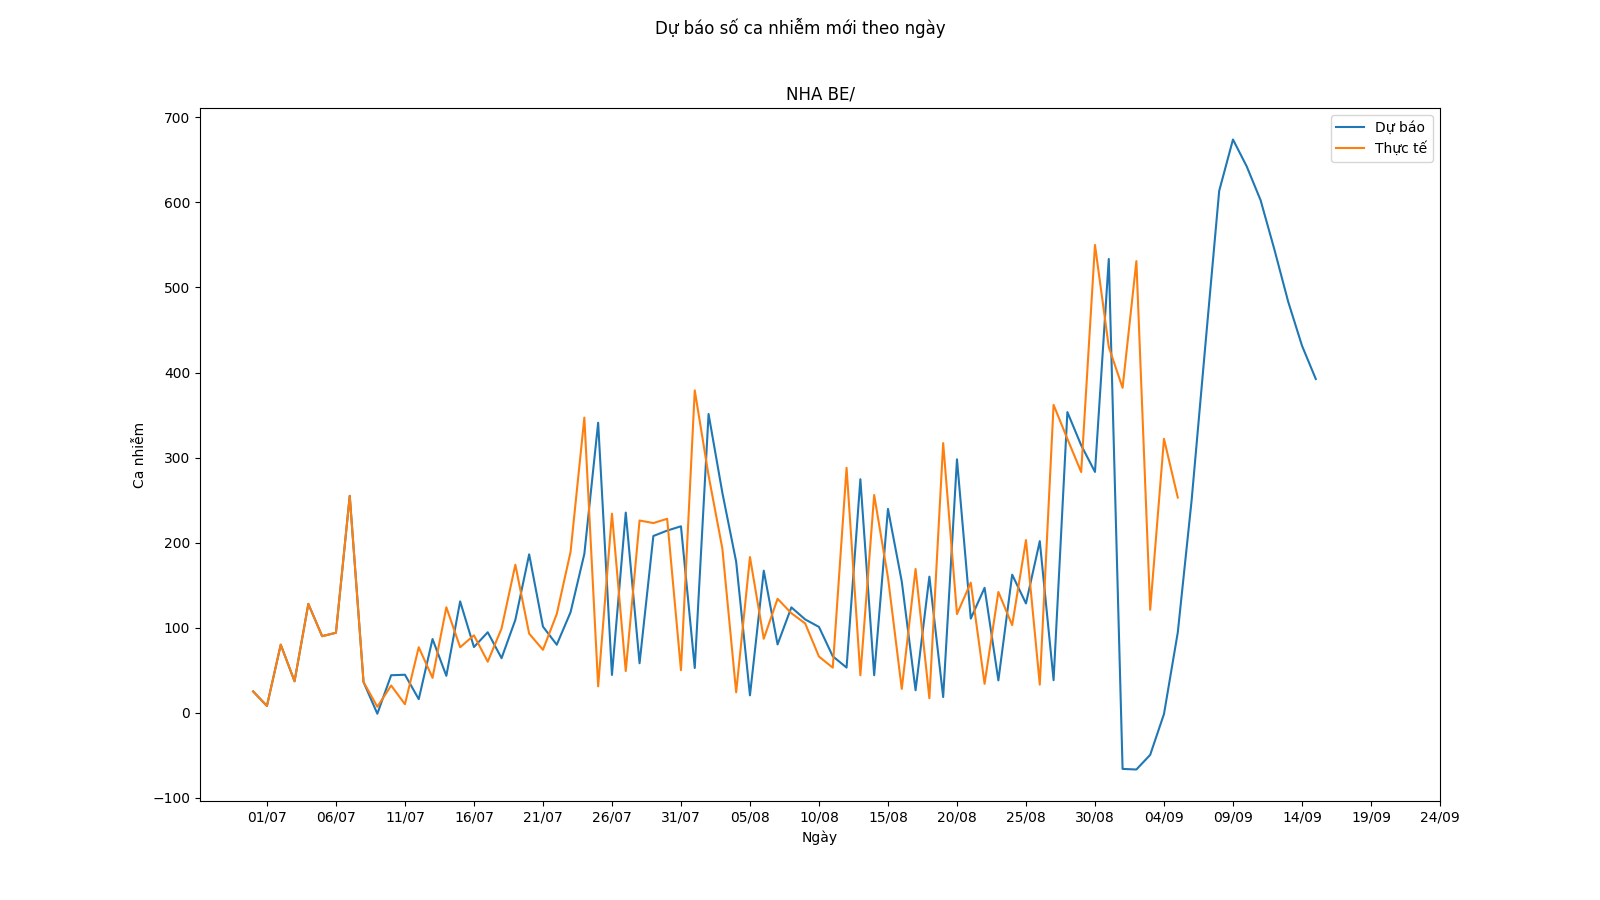 Dự báo số ca nhiễm mới theo ngày
NHA BE/
Dự báo
Thực tế
700
600
500
400
300
200
100
0
−100
Ca nhiễm
01/07 06/07 11/07 16/07 21/07 26/07 31/07 05/08 10/08 15/08 20/08 25/08 30/08 04/09 09/09 14/09 19/09 24/09
Ngày